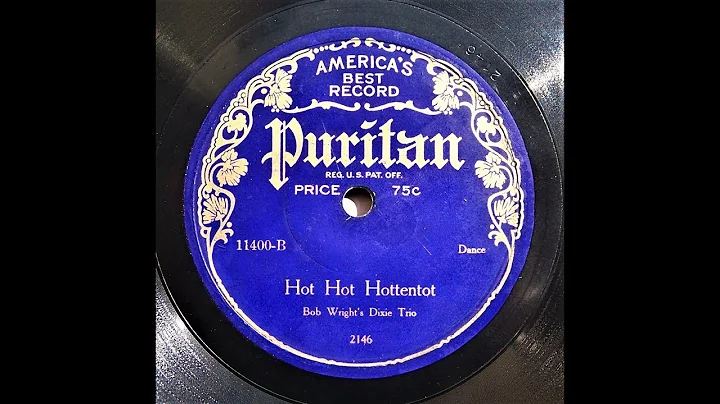 AMERICA'S
BEST
RECORD
Puritan
REG. U.S. PAT. OFF.
PRICE 75c
11400-B Dance
Hot Hot Hottentot
Bob Wright's Dixie Trio
2146